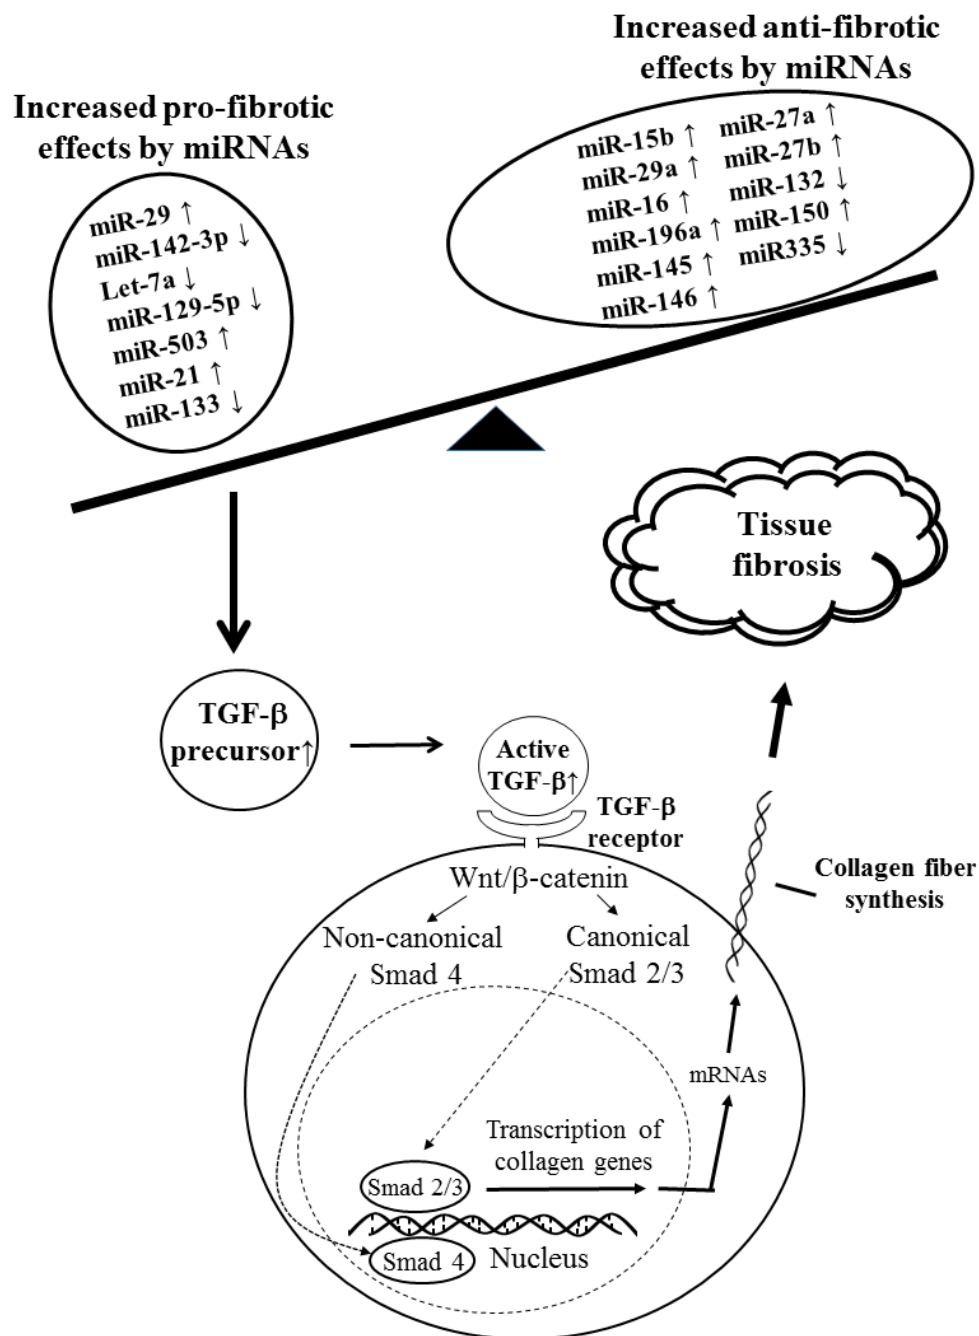 Increased anti-fibrotic
effects by miRNAs
Increased pro-fibrotic
effects by miRNAs
miR-29 ↑
miR-142-3p ↓
Let-7a ↓
miR-129-5p ↓
miR-503 ↑
miR-21 ↑
miR-133 ↓
miR-15b ↑ miR-27a ↑
miR-29a ↑ miR-27b ↑
miR-16 ↑ miR-132 ↓
miR-196a ↑ miR-150 ↑
miR-145 ↑ miR335 ↓
miR-146 ↑
Tissue
fibrosis
TGF-β
precursor↑
Active
TGF-β↑
TGF-β
receptor
Wnt/β-catenin
Non-canonical
Smad 4
Canonical
Smad 2/3
Collagen fiber
synthesis
mRNAs
Transcription of
collagen genes
Smad 2/3
Smad 4
Nucleus